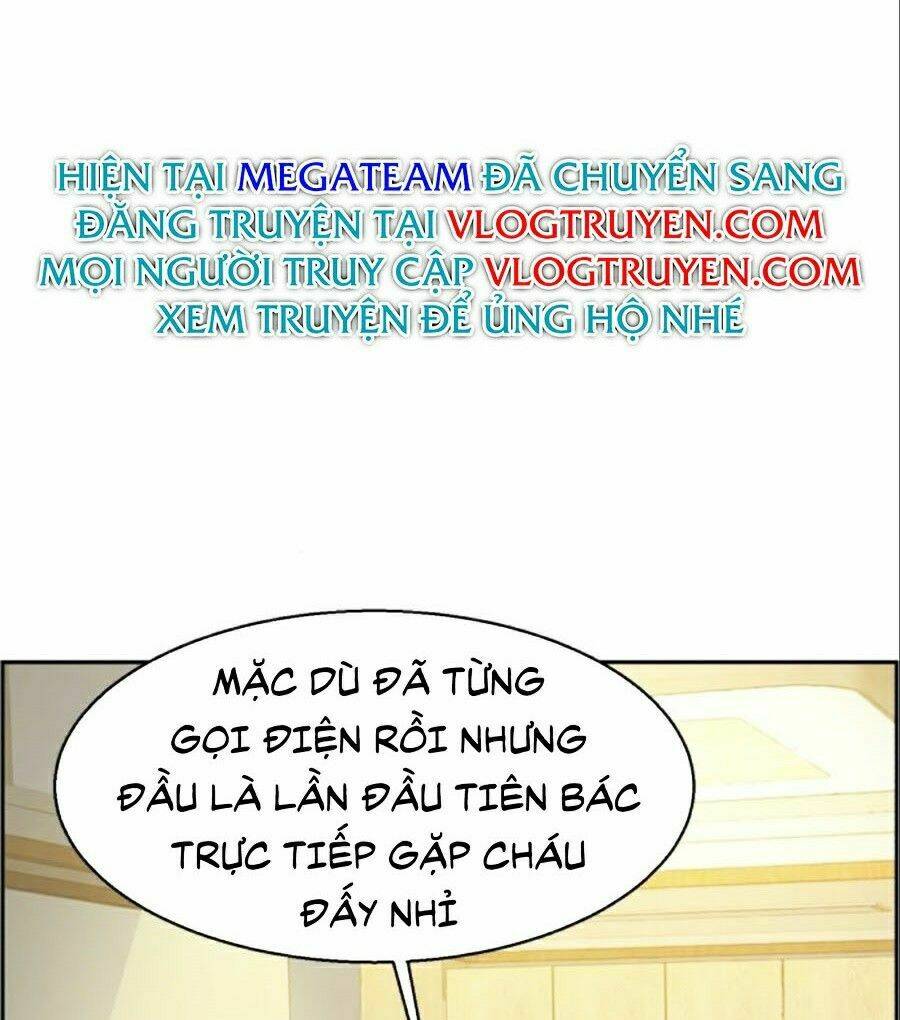 HIỆN TẠI MEGATEAM ĐÃ CHUYỂN SANG
ĐĂNG TRUYỆN TẠI VLOGTRUYEN.COM
MỌI NGƯỜI TRUY CẬP VLOGTRUYEN.COM
XEM TRUYỆN ĐỂ ỦNG HỘ NHÉ
MẶC DÙ ĐÃ TỪNG
GỌI ĐIỆN RỒI NHƯNG
ĐẦU LÀ LẦN ĐẦU TIÊN BÁC
TRỰC TIẾP GẶP CHÁU
ĐẤY NHỈ